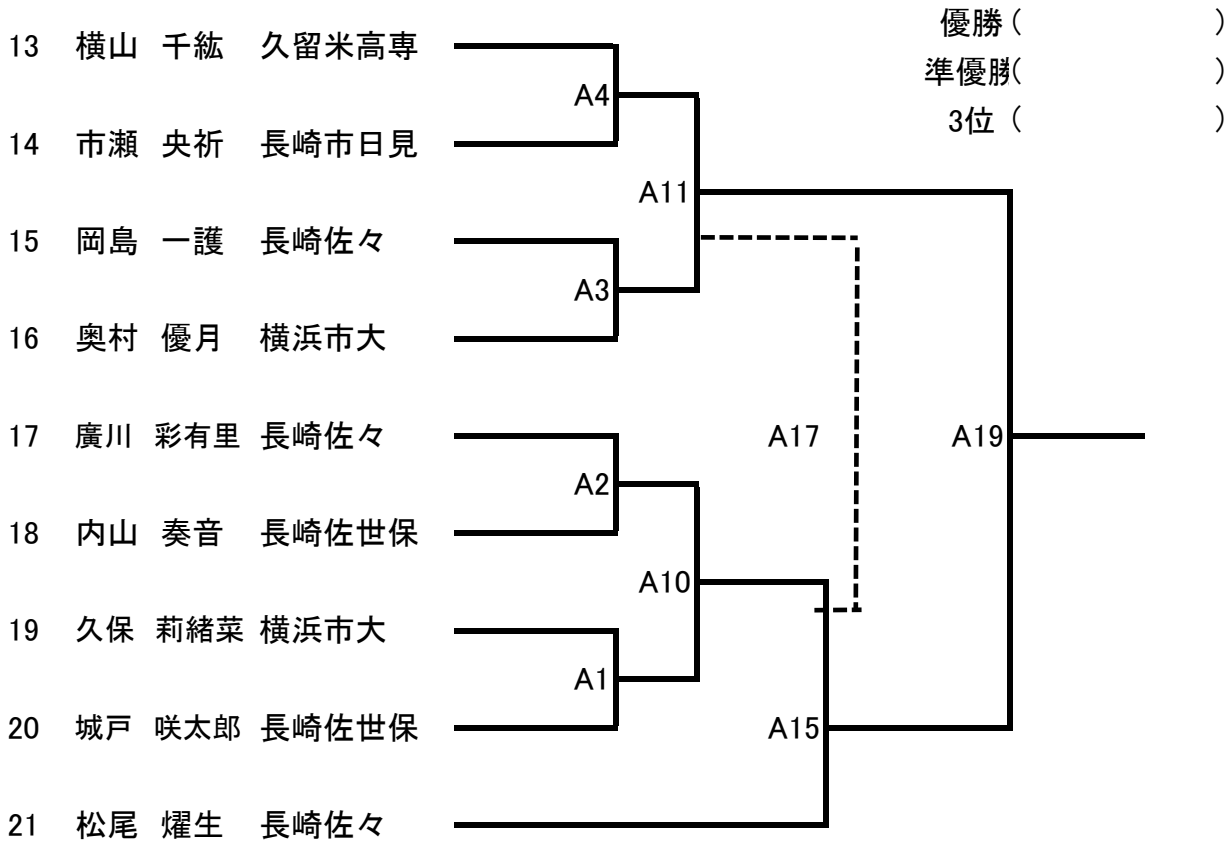 優勝 ( )
13 横山 千紘 久留米高専
準優勝( )
A4
3位 ( )
14 市瀬 央祈 長崎市日見
A11
15 岡島 一護 長崎佐々
A3
16 奥村 優月 横浜市大
17 廣川 彩有里 長崎佐々
A17
A19
A2
18 内山 奏音 長崎佐世保
A10
19 久保 莉緒菜 横浜市大
A1
20 城戸 咲太郎 長崎佐世保
A15
21 松尾 燿生 長崎佐々